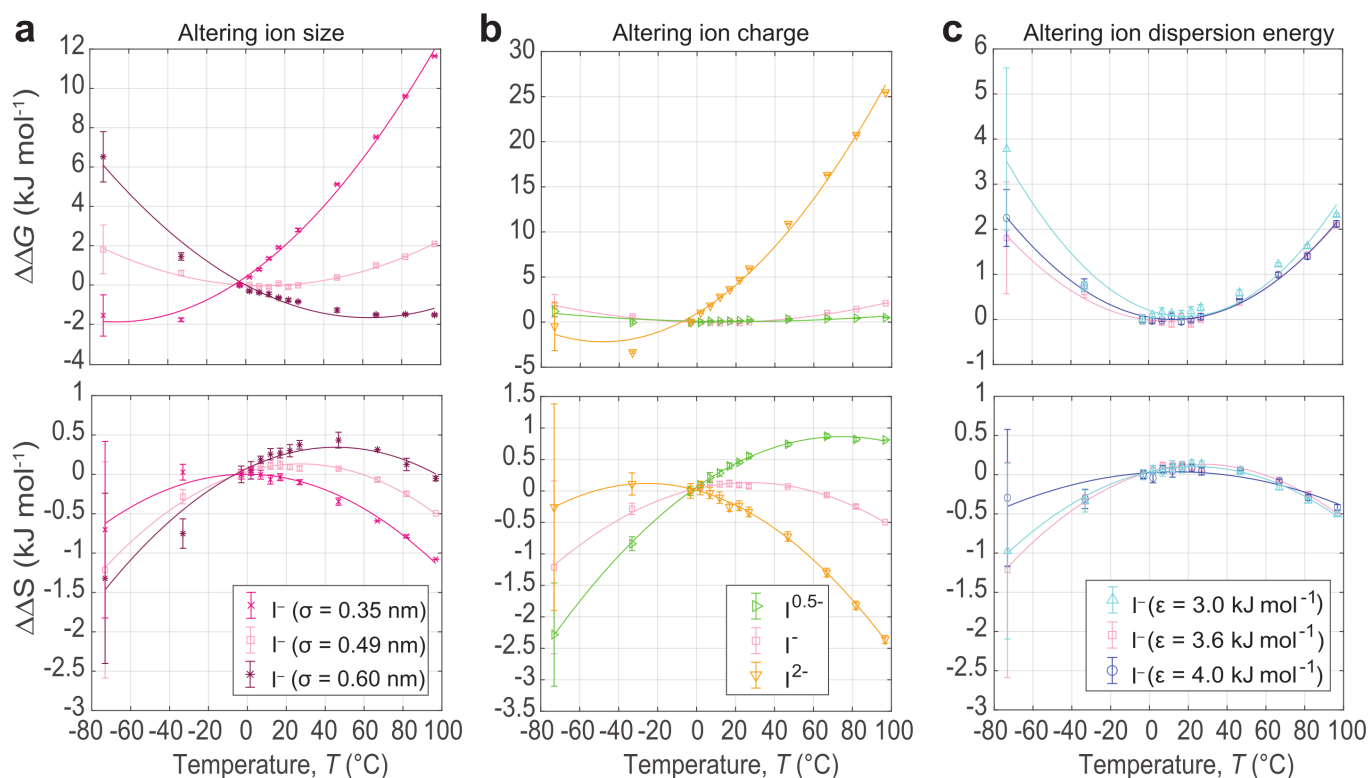 a
Altering ion size
b
Altering ion charge
c
Altering ion dispersion energy
ΔΔG (kJ mol⁻¹)
12
10
8
6
4
2
0
-2
-4
30
25
20
15
10
5
0
-5
6
5
4
3
2
1
0
-1
ΔΔS (kJ mol⁻¹)
1
0.5
0
-0.5
-1
-1.5
-2
-2.5
-3
I⁻ (σ = 0.35 nm)
I⁻ (σ = 0.49 nm)
I⁻ (σ = 0.60 nm)
-80 -60 -40 -20 0 20 40 60 80 100
Temperature, T (°C)
1.5
1
0.5
0
-0.5
-1
-1.5
-2
-2.5
-3
-3.5
I⁰·⁵⁻
I⁻
I²⁻
-80 -60 -40 -20 0 20 40 60 80 100
Temperature, T (°C)
1
0.5
0
-0.5
-1
-1.5
-2
-2.5
-3
I⁻(ε = 3.0 kJ mol⁻¹)
I⁻(ε = 3.6 kJ mol⁻¹)
I⁻(ε = 4.0 kJ mol⁻¹)
-80 -60 -40 -20 0 20 40 60 80 100
Temperature, T (°C)